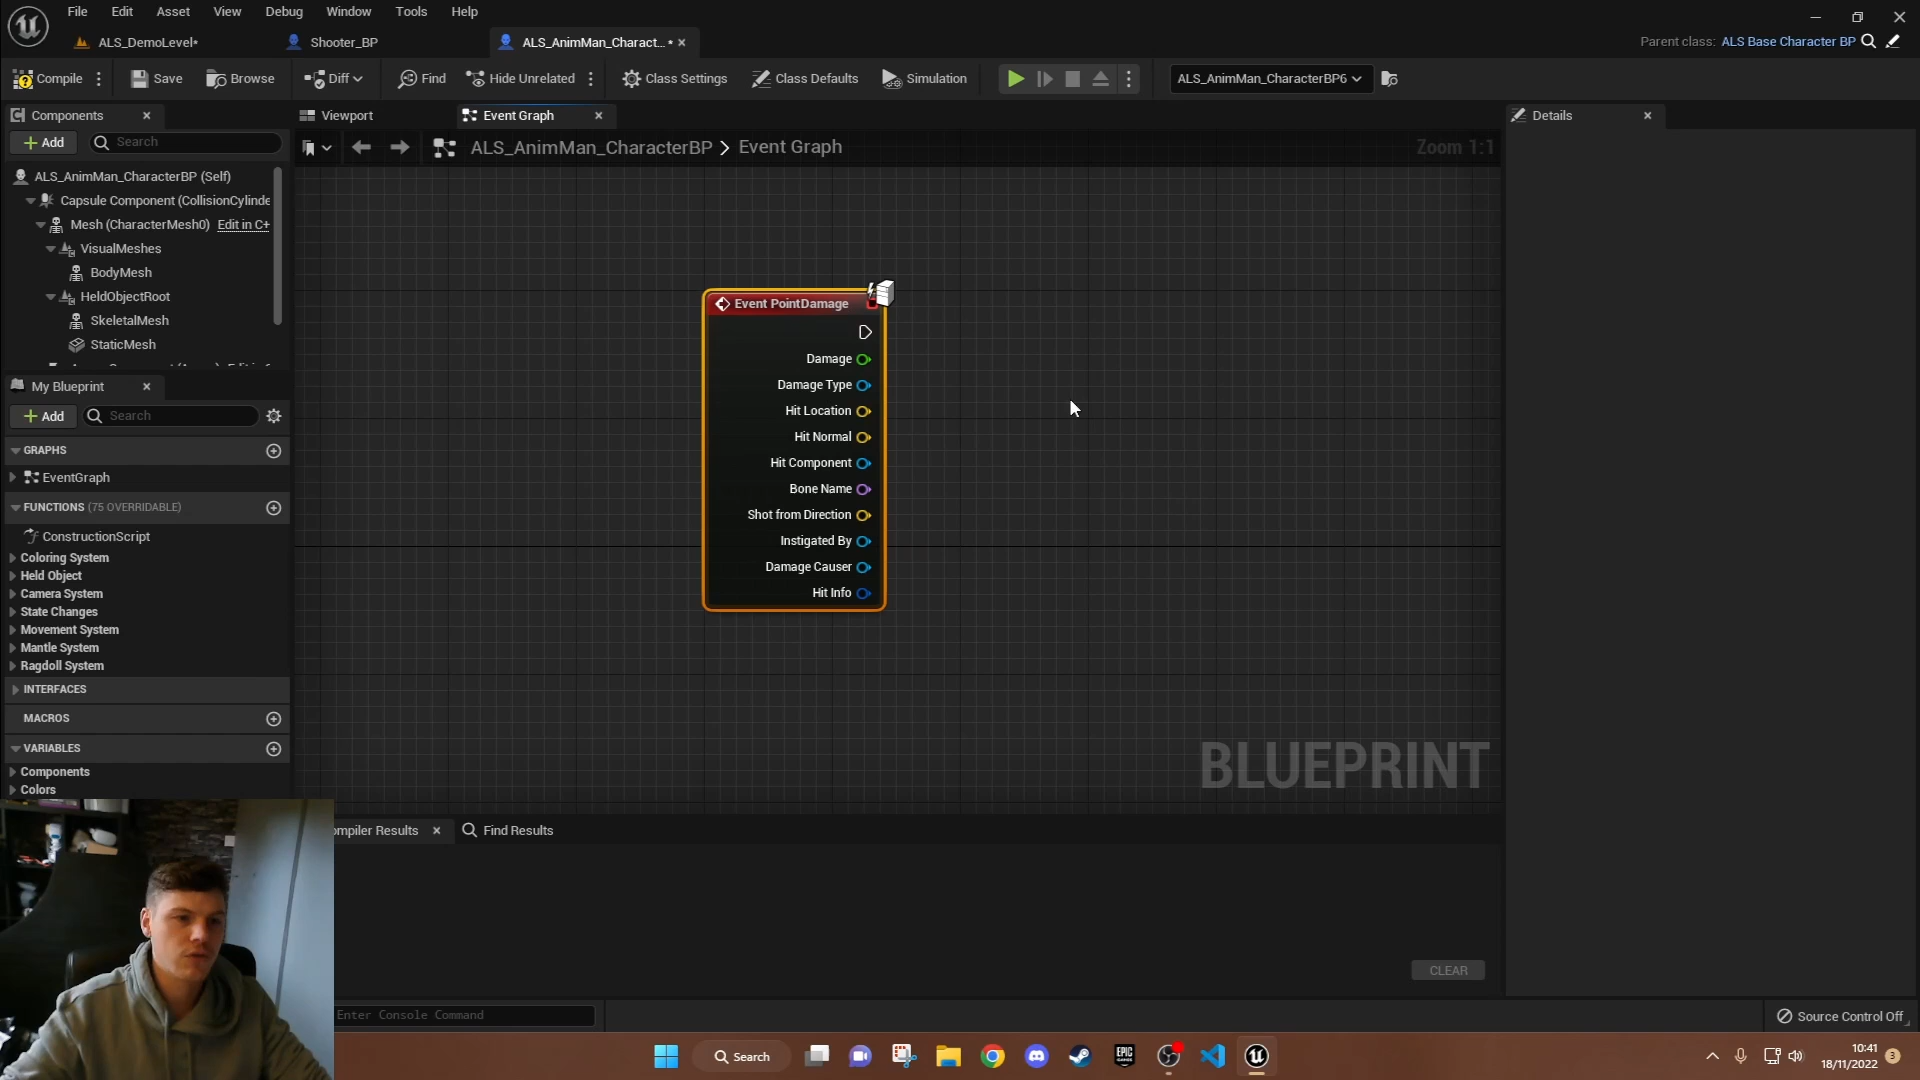 File Edit Asset View Debug Window Tools Help
ALS_DemoLevel* Shooter_BP ALS_AnimMan_Charact... * Parent class: ALS Base Character BP
Compile Save Browse Diff Find Hide Unrelated Class Settings Class Defaults Simulation ALS_AnimMan_CharacterBP6
Components Viewport Event Graph Details
Add Search
ALS_AnimMan_CharacterBP > Event Graph Zoom 1:1
ALS_AnimMan_CharacterBP (Self)
Capsule Component (CollisionCylinde
Mesh (CharacterMesh0) Edit in C+
VisualMeshes
BodyMesh
HeldObjectRoot
SkeletalMesh
StaticMesh
Event PointDamage
Damage
Damage Type
Hit Location
Hit Normal
Hit Component
Bone Name
Shot from Direction
Instigated By
Damage Causer
Hit Info
My Blueprint
Add Search
GRAPHS
EventGraph
FUNCTIONS (75 OVERRIDABLE)
ConstructionScript
Coloring System
Held Object
Camera System
State Changes
Movement System
Mantle System
Ragdoll System
INTERFACES
MACROS
VARIABLES
Components
Colors
BLUEPRINT
ompiler Results Find Results
CLEAR
Enter Console Command
Source Control Off
Search
EPIC GAMES
10:41
18/11/2022 3